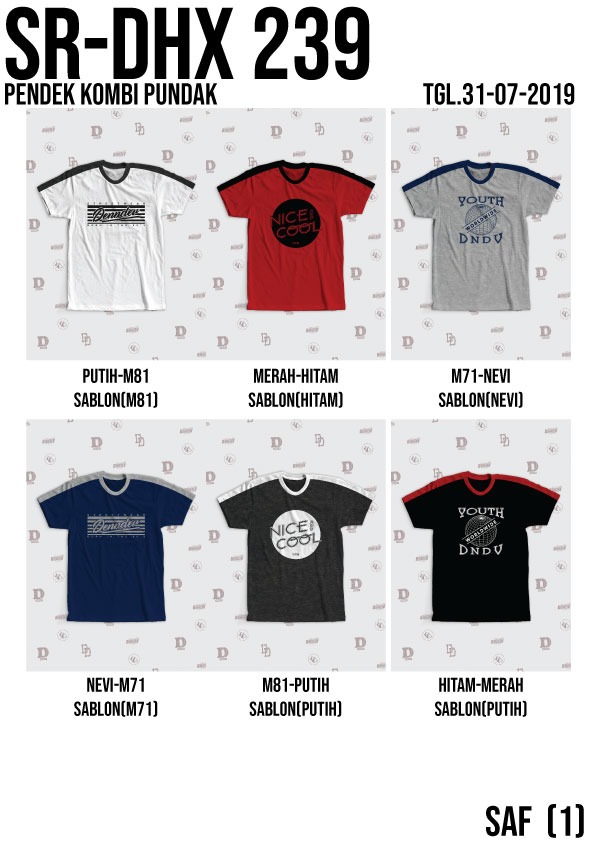 SR-DHX 239
PENDEK KOMBI PUNDAK
TGL.31-07-2019
Denndeu
NICE
COOL
YOUTH
WORLDWIDE
DNDV
PUTIH-M81
SABLON(M81)
MERAH-HITAM
SABLON(HITAM)
M71-NEVI
SABLON(NEVI)
Denndeu
NICE
COOL
YOUTH
WORLDWIDE
DNDV
NEVI-M71
SABLON(M71)
M81-PUTIH
SABLON(PUTIH)
HITAM-MERAH
SABLON(PUTIH)
SAF (1)